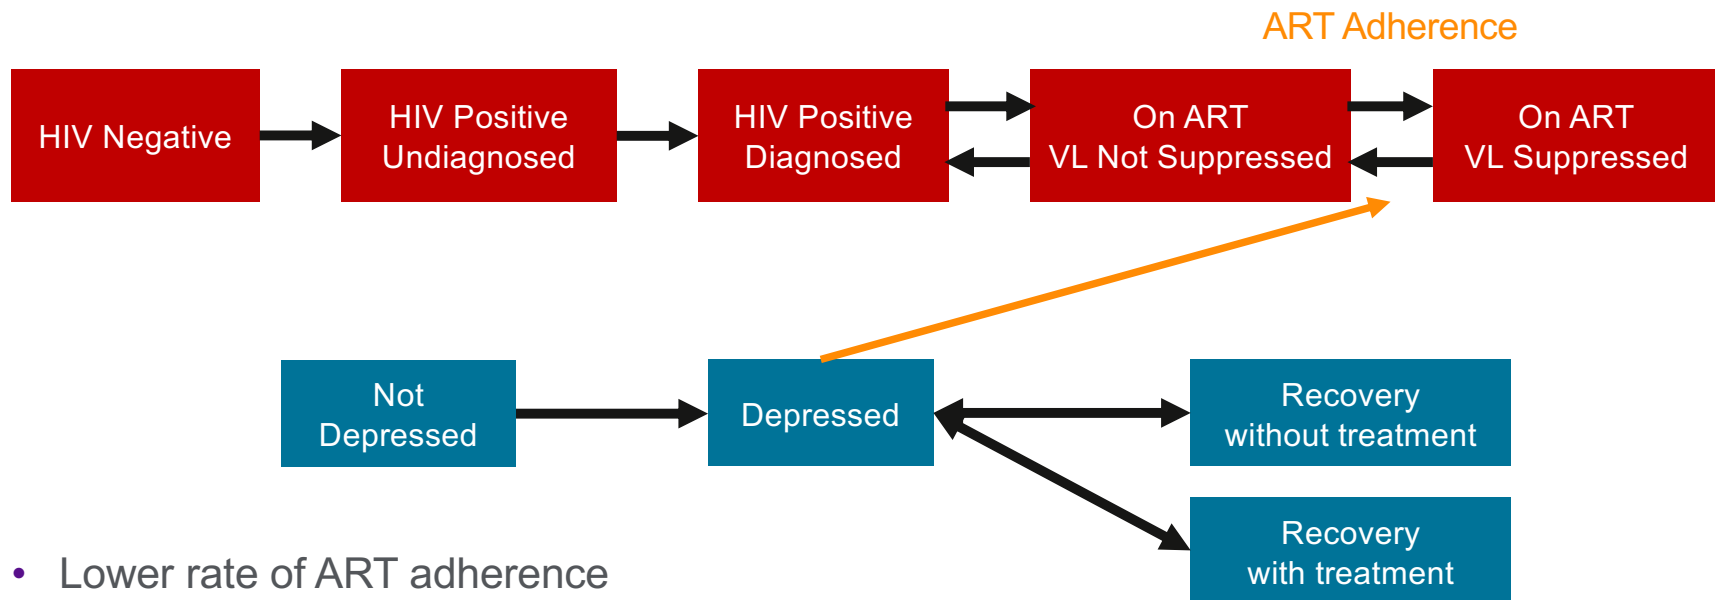 ART Adherence
HIV Negative
HIV Positive
Undiagnosed
HIV Positive
Diagnosed
On ART
VL Not Suppressed
On ART
VL Suppressed
Not
Depressed
Depressed
Recovery
without treatment
Recovery
with treatment
• Lower rate of ART adherence